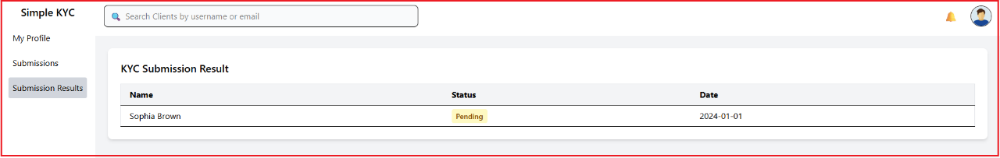 Simple KYC
Search Clients by username or email
My Profile
Submissions
Submission Results
KYC Submission Result
Name Status Date
Sophia Brown Pending 2024-01-01